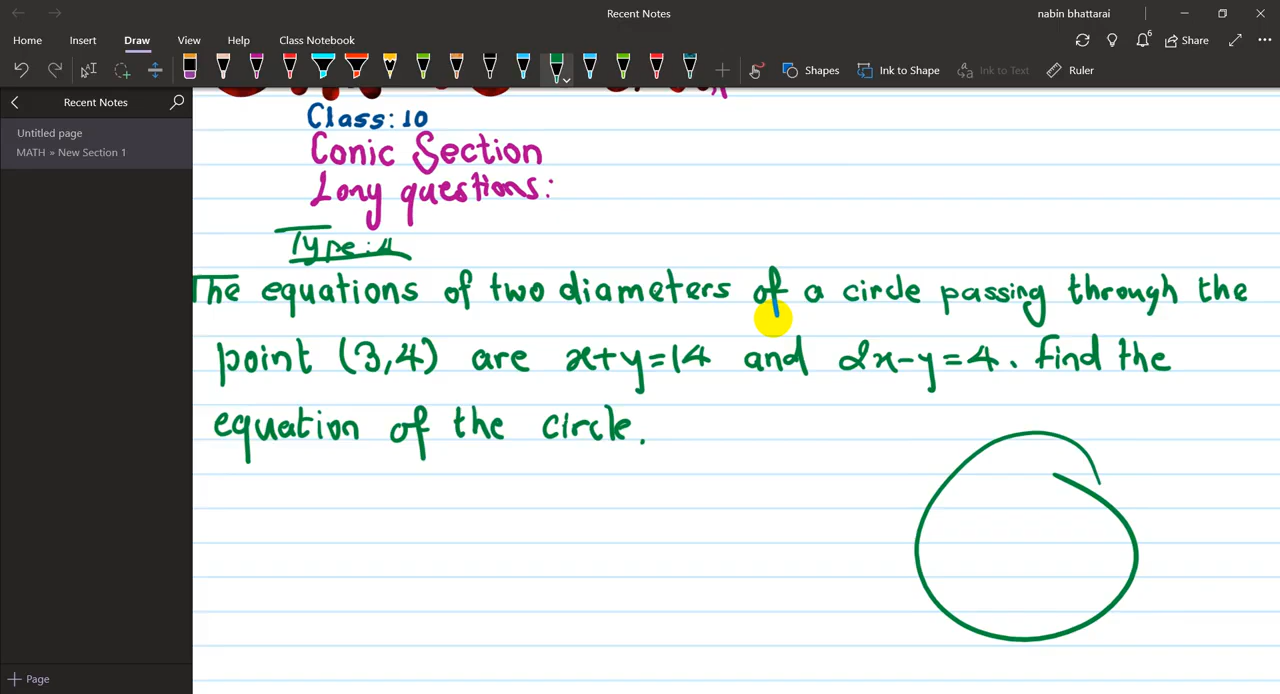 Recent Notes
nabin bhattarai
Home Insert Draw View Help Class Notebook
6 Share
Shapes Ink to Shape Ink to Text Ruler
Recent Notes
Untitled page
MATH » New Section 1
Class: 10
Conic Section
Long questions:
Type: 4
The equations of two diameters of a circle passing through the
point (3,4) are x+y=14 and 2x-y=4. find the
equation of the circle.
Page